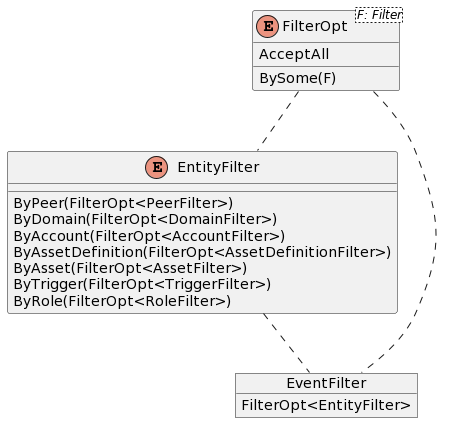 E FilterOpt F: Filter
AcceptAll
BySome(F)
E EntityFilter
ByPeer(FilterOpt<PeerFilter>)
ByDomain(FilterOpt<DomainFilter>)
ByAccount(FilterOpt<AccountFilter>)
ByAssetDefinition(FilterOpt<AssetDefinitionFilter>)
ByAsset(FilterOpt<AssetFilter>)
ByTrigger(FilterOpt<TriggerFilter>)
ByRole(FilterOpt<RoleFilter>)
EventFilter
FilterOpt<EntityFilter>